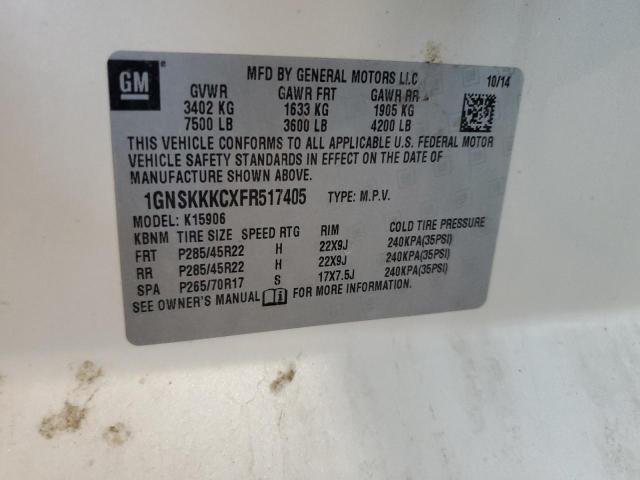 GM
MFD BY GENERAL MOTORS LLC
10/14
GVWR GAWR FRT GAWR RR
3402 KG 1633 KG 1905 KG
7500 LB 3600 LB 4200 LB
THIS VEHICLE CONFORMS TO ALL APPLICABLE U.S. FEDERAL MOTOR
VEHICLE SAFETY STANDARDS IN EFFECT ON THE DATE OF
MANUFACTURE SHOWN ABOVE.
1GNSKKKCXFR517405 TYPE: M.P.V.
MODEL: K15906
KBNM TIRE SIZE SPEED RTG RIM COLD TIRE PRESSURE
FRT P285/45R22 H 22X9J 240KPA(35PSI)
RR P285/45R22 H 22X9J 240KPA(35PSI)
SPA P265/70R17 S 17X7.5J 240KPA(35PSI)
SEE OWNER'S MANUAL FOR MORE INFORMATION.